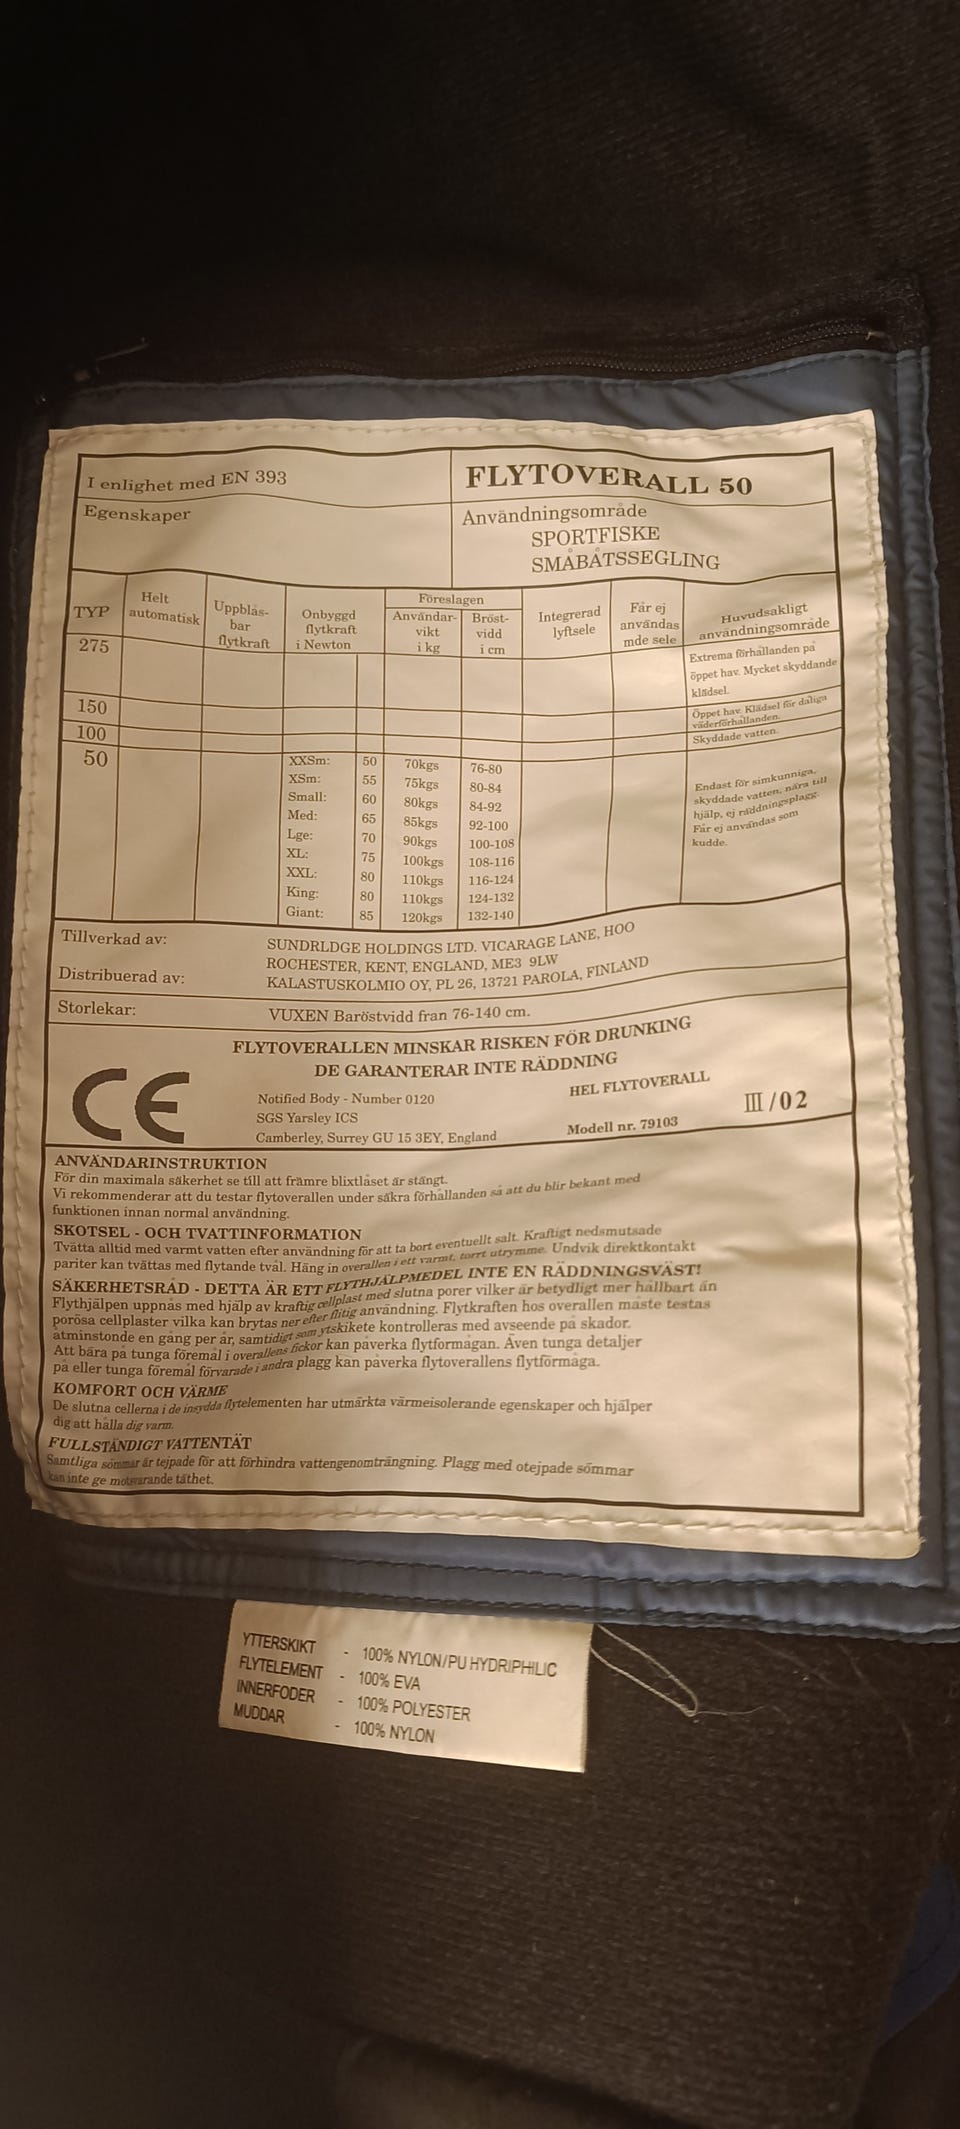 I enlighet med EN 393
FLYTOVERALL 50
Egenskaper
Användningsområde
SPORTFISKE
SMÅBÅTSSEGLING
TYP
Helt automatisk
Uppblås-bar flytkraft
Onbyggd flytkraft i Newton
Föreslagen
Användar-vikt i kg
Bröst-vidd i cm
Integrerad lyftsele
Får ej användas mde sele
Huvudsakligt användningsområde
275
Extrema förhållanden på
öppet hav. Mycket skyddande
klädsel.
150
Öppet hav. Klädsel för dåliga
väderförhållanden.
100
Skyddade vatten.
50
XXSm: 50 70kgs 76-80
XSm: 55 75kgs 80-84
Small: 60 80kgs 84-92
Med: 65 85kgs 92-100
Lge: 70 90kgs 100-108
XL: 75 100kgs 108-116
XXL: 80 110kgs 116-124
King: 80 110kgs 124-132
Giant: 85 120kgs 132-140
Endast för simkunniga,
skyddade vatten, nära till
hjälp, ej räddningsplagg.
Får ej användas som
kudde.
Tillverkad av: SUNDRLDGE HOLDINGS LTD. VICARAGE LANE, HOO
ROCHESTER, KENT, ENGLAND, ME3 9LW
Distribuerad av: KALASTUSKOLMIO OY, PL 26, 13721 PAROLA, FINLAND
Storlekar: VUXEN Baröstvidd fran 76-140 cm.
FLYTOVERALLEN MINSKAR RISKEN FÖR DRUNKING
DE GARANTERAR INTE RÄDDNING
CE
Notified Body - Number 0120
SGS Yarsley ICS
Camberley, Surrey GU 15 3EY, England
HEL FLYTOVERALL
Modell nr. 79103
III/02
ANVÄNDARINSTRUKTION
För din maximala säkerhet se till att främre blixtlåset är stängt.
Vi rekommenderar att du testar flytoverallen under säkra förhållanden så att du blir bekant med
funktionen innan normal användning.
SKOTSEL - OCH TVATTINFORMATION
Tvätta alltid med varmt vatten efter användning för att ta bort eventuellt salt. Kraftigt nedsmutsade
pariter kan tvättas med flytande tvål. Häng in overallen i ett varmt, torrt utrymme. Undvik direktkontakt
SÄKERHETSRÅD - DETTA ÄR ETT FLYTHJÄLPMEDEL INTE EN RÄDDNINGSVÄST!
Flythjälpen uppnås med hjälp av kraftig cellplast med slutna porer vilker är betydligt mer hållbart än
porösa cellplaster vilka kan brytas ner efter flitig användning. Flytkraften hos overallen måste testas
åtminstonde en gång per år, samtidigt som ytskikete kontrolleras med avseende på skador.
Att bära på tunga föremål i overallens fickor kan påverka flytförmågan. Även tunga detaljer
på eller tunga föremål förvarade i andra plagg kan påverka flytoverallens flytförmåga.
KOMFORT OCH VÄRME
De slutna cellerna i de insydda flytelementen har utmärkta värmeisolerande egenskaper och hjälper
dig att hålla dig varm.
FULLSTÄNDIGT VATTENTÄT
Samtliga sömmar är tejpade för att förhindra vattengenomträngning. Plagg med otejpade sömmar
kan inte ge motsvarande täthet.
YTTERSKIKT - 100% NYLON/PU HYDRIPHILIC
FLYTELEMENT - 100% EVA
INNERFODER - 100% POLYESTER
MUDDAR - 100% NYLON